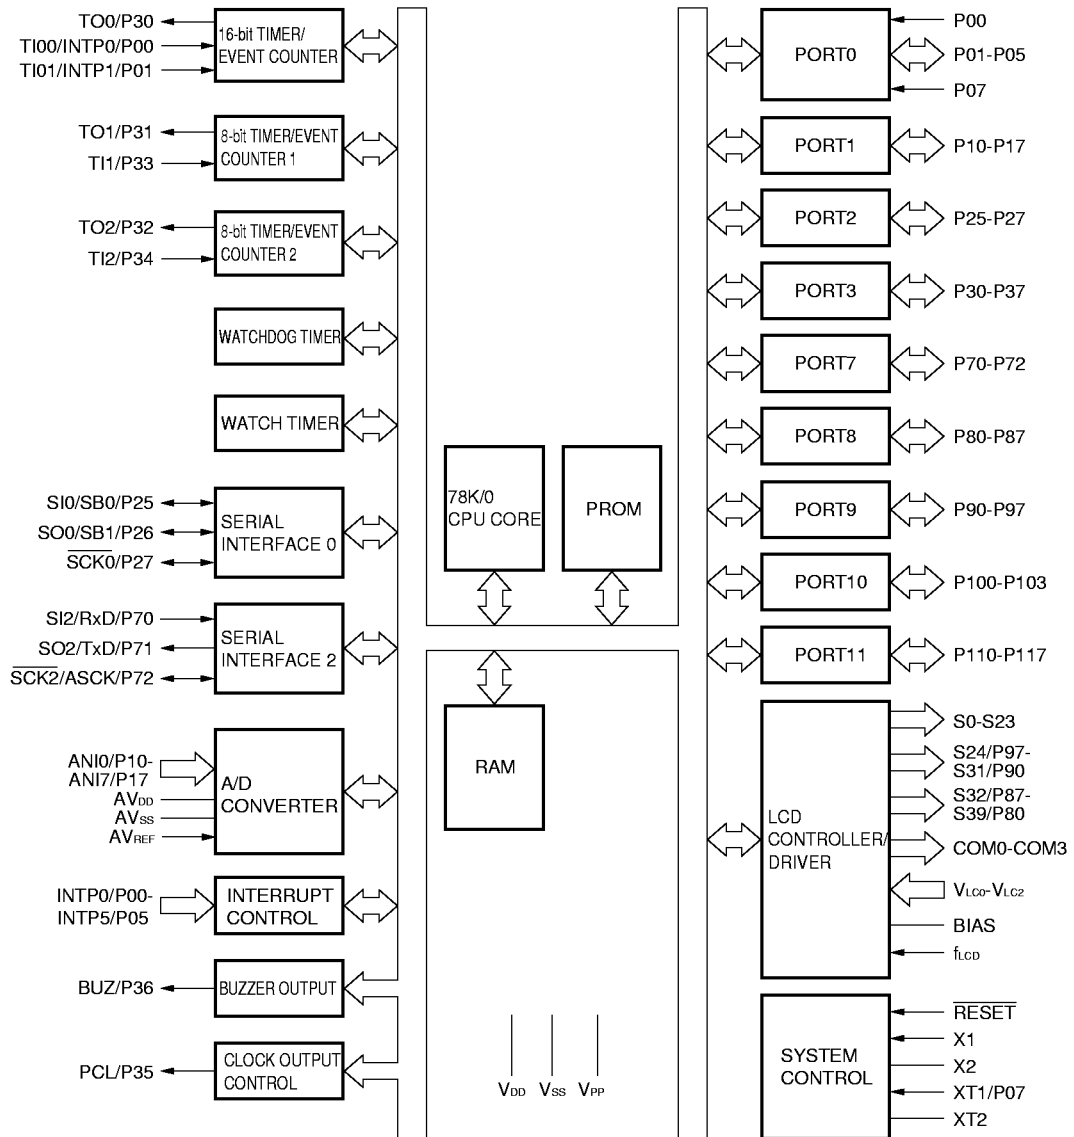 TO0/P30
TI00/INTP0/P00
TI01/INTP1/P01
16-bit TIMER/
EVENT COUNTER
TO1/P31
TI1/P33
8-bit TIMER/EVENT
COUNTER 1
TO2/P32
TI2/P34
8-bit TIMER/EVENT
COUNTER 2
WATCHDOG TIMER
WATCH TIMER
SI0/SB0/P25
SO0/SB1/P26
SCK0/P27
SERIAL
INTERFACE 0
SI2/RxD/P70
SO2/TxD/P71
SCK2/ASCK/P72
SERIAL
INTERFACE 2
ANI0/P10-
ANI7/P17
AVDD
AVSS
AVREF
A/D
CONVERTER
INTP0/P00-
INTP5/P05
INTERRUPT
CONTROL
BUZ/P36
BUZZER OUTPUT
PCL/P35
CLOCK OUTPUT
CONTROL
78K/0
CPU CORE
PROM
RAM
VDD
VSS
VPP
PORT0
P00
P01-P05
P07
PORT1
P10-P17
PORT2
P25-P27
PORT3
P30-P37
PORT7
P70-P72
PORT8
P80-P87
PORT9
P90-P97
PORT10
P100-P103
PORT11
P110-P117
LCD
CONTROLLER/
DRIVER
S0-S23
S24/P97-
S31/P90
S32/P87-
S39/P80
COM0-COM3
VLC0-VLC2
BIAS
fLCD
SYSTEM
CONTROL
RESET
X1
X2
XT1/P07
XT2